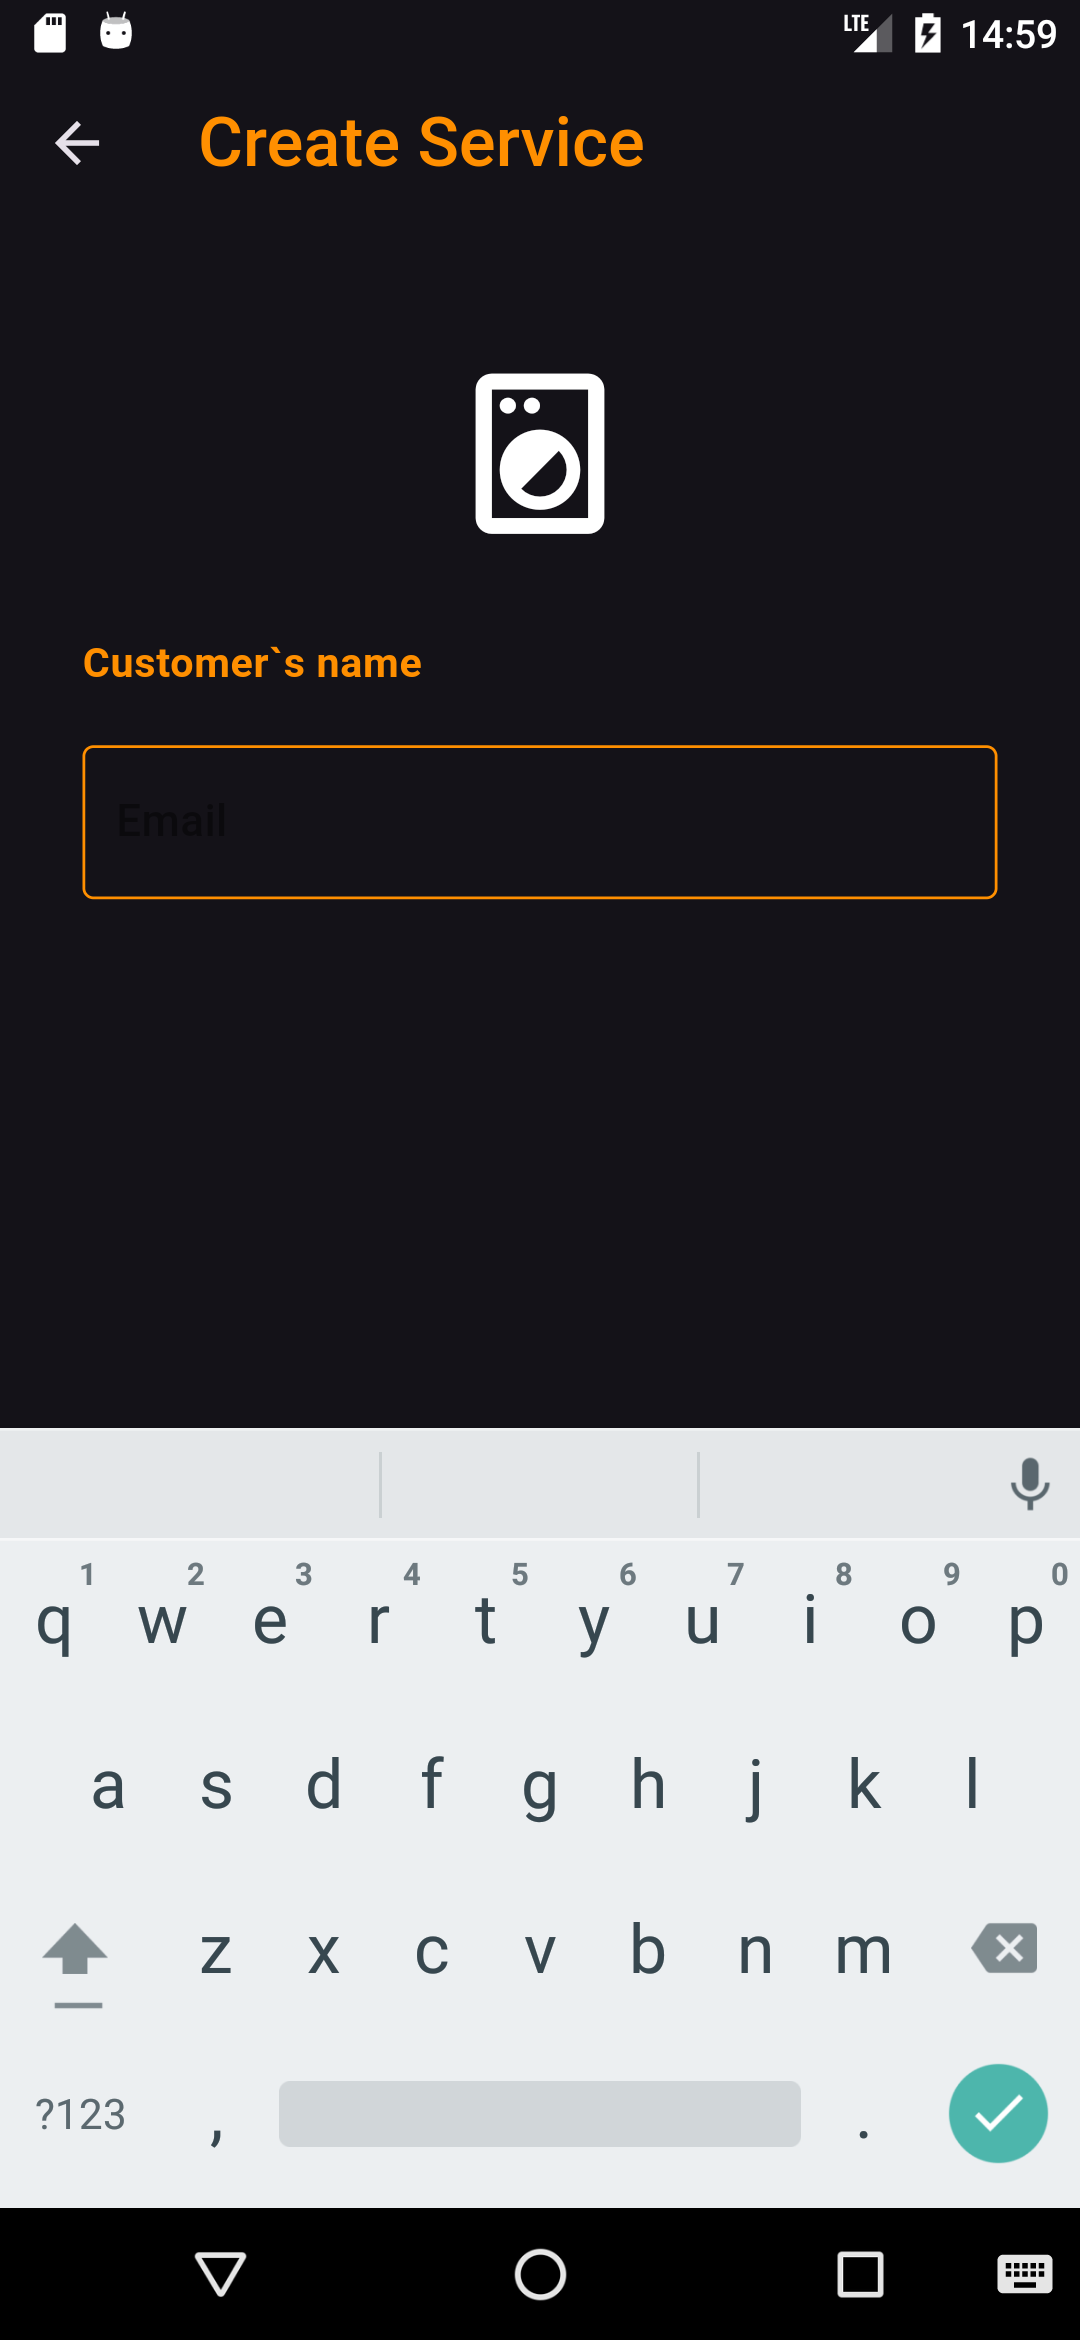 LTE 14:59
Create Service
Customer`s name
Email
1 2 3 4 5 6 7 8 9 0
q w e r t y u i o p
a s d f g h j k l
z x c v b n m
?123 , .